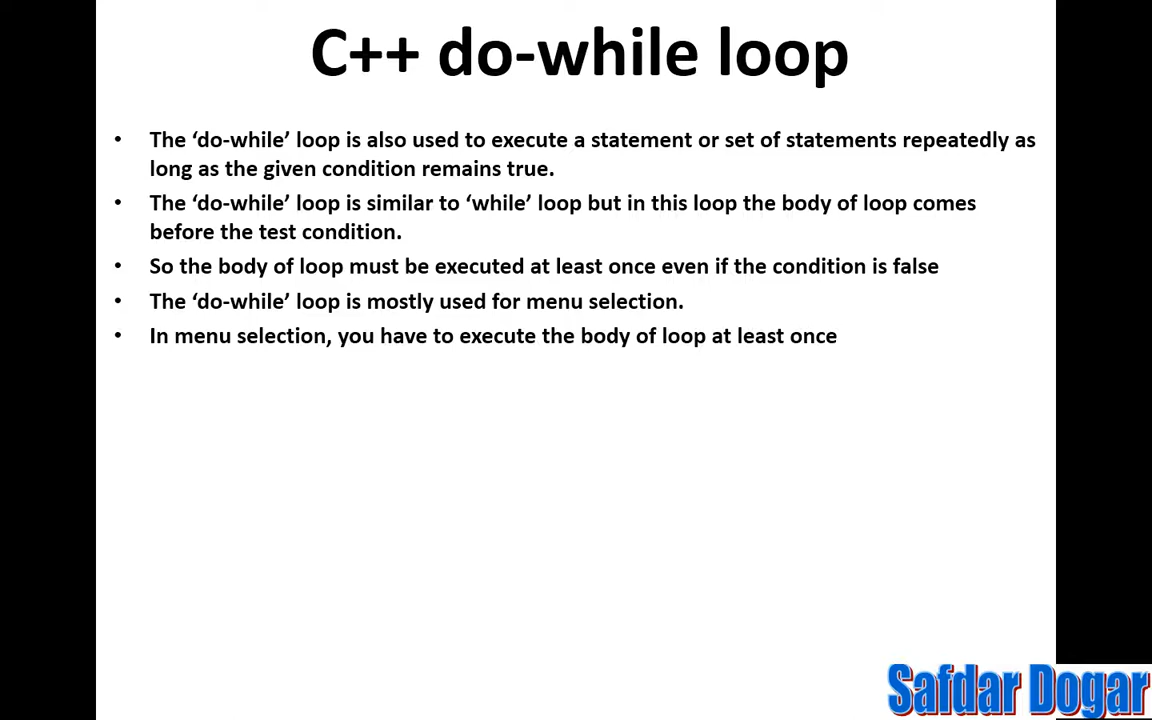 C++ do-while loop
• The ‘do-while’ loop is also used to execute a statement or set of statements repeatedly as
long as the given condition remains true.
• The ‘do-while’ loop is similar to ‘while’ loop but in this loop the body of loop comes
before the test condition.
• So the body of loop must be executed at least once even if the condition is false
• The ‘do-while’ loop is mostly used for menu selection.
• In menu selection, you have to execute the body of loop at least once
Safdar Dogar